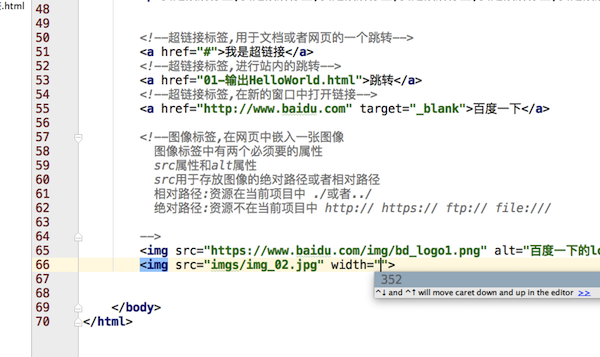 .html
48
49
50 <!--超链接标签,用于文档或者网页的一个跳转-->
51 <a href="#">我是超链接</a>
52 <!--超链接标签,进行站内的跳转-->
53 <a href="01-输出HelloWorld.html">跳转</a>
54 <!--超链接标签,在新的窗口中打开链接-->
55 <a href="http://www.baidu.com" target="_blank">百度一下</a>
56
57 <!--图像标签,在网页中嵌入一张图像
58 图像标签中有两个必须要的属性
59 src属性和alt属性
60 src用于存放图像的绝对路径或者相对路径
61 相对路径:资源在当前项目中 ./或者../
62 绝对路径:资源不在当前项目中 http:// https:// ftp:// file:///
63
64 -->
65 <img src="https://www.baidu.com/img/bd_logo1.png" alt="百度一下的lo
66 <img src="imgs/img_02.jpg" width="">
67 352
^↓ and ^↑ will move caret down and up in the editor >>
68
69 </body>
70 </html>